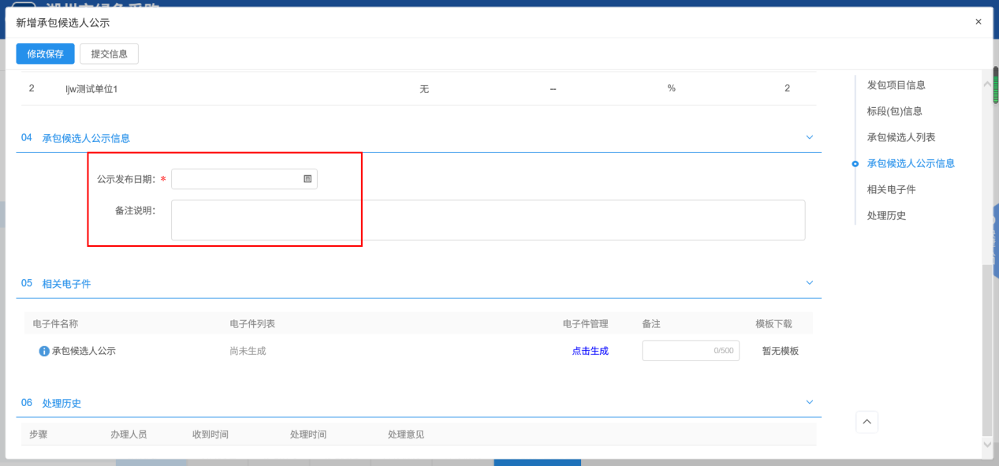 新增承包候选人公示
×
修改保存 提交信息
2 ljw测试单位1 无 -- % 2
04 承包候选人公示信息
公示发布日期：*
备注说明：
05 相关电子件
电子件名称 电子件列表 电子件管理 备注 模板下载
承包候选人公示 尚未生成 点击生成 0/500 暂无模板
06 处理历史
步骤 办理人员 收到时间 处理时间 处理意见
发包项目信息
标段(包)信息
承包候选人列表
承包候选人公示信息
相关电子件
处理历史